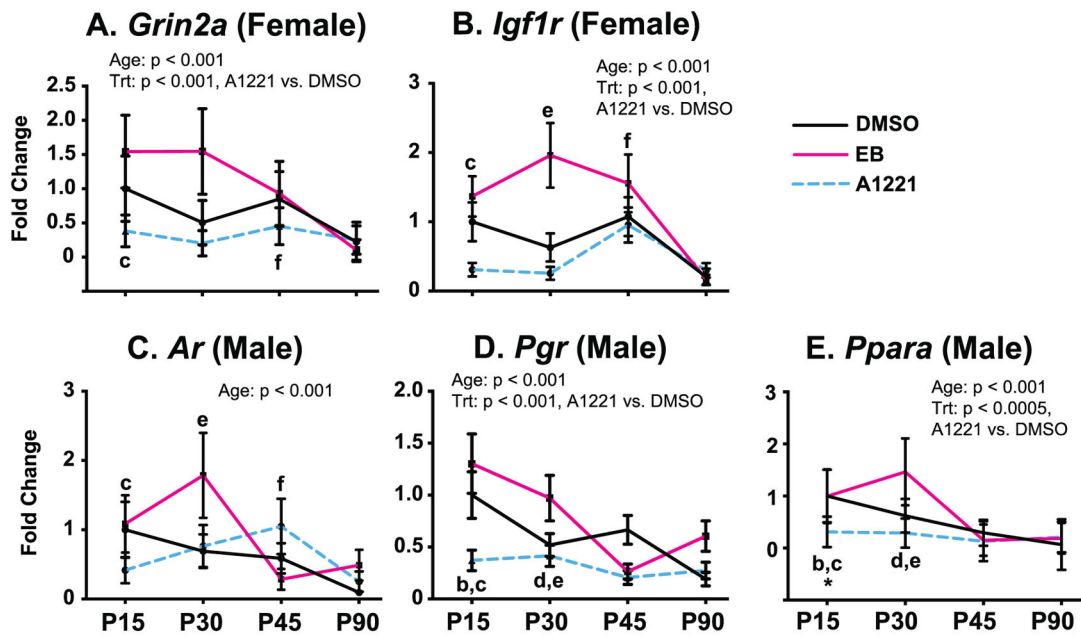 A. Grin2a (Female)
Age: p < 0.001
Trt: p < 0.001, A1221 vs. DMSO
Fold Change
2.5
2.0
1.5
1.0
0.5
0
c
f
B. Igf1r (Female)
Age: p < 0.001
Trt: p < 0.001,
A1221 vs. DMSO
3
2
1
0
c
e
f
DMSO
EB
A1221
C. Ar (Male)
Age: p < 0.001
Fold Change
3
2
1
0
c
e
f
P15 P30 P45 P90
D. Pgr (Male)
Age: p < 0.001
Trt: p < 0.001, A1221 vs. DMSO
2.0
1.5
1.0
0.5
0
b,c
d,e
P15 P30 P45 P90
E. Ppara (Male)
Age: p < 0.001
Trt: p < 0.0005,
A1221 vs. DMSO
3
2
1
0
b,c
*
d,e
P15 P30 P45 P90